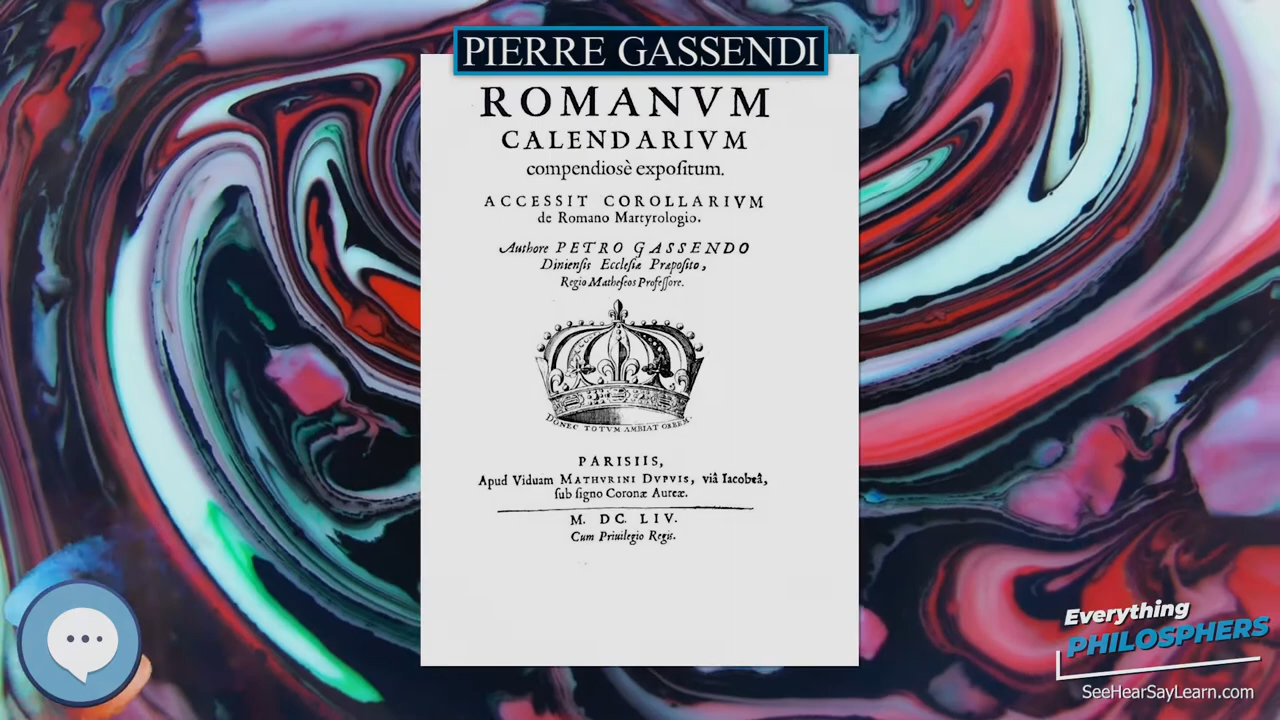 PIERRE GASSENDI
ROMANVM
CALENDARIVM
compendiosè expoſitum.
ACCESSIT COROLLARIVM
de Romano Martyrologio.
Authore PETRO GASSENDO
Dinienſis Eccleſiæ Præpoſito,
Regio Matheſeos Profeſſore.
DONEC TOTVM AMBIAT ORBEM
PARISIIS,
Apud Viduam MATHVRINI DVPVIS, viâ Iacobæâ,
ſub ſigno Coronæ Aureæ.
M. DC. LIV.
Cum Priuilegio Regis.
Everything
PHILOSPHERS
SeeHearSayLearn.com